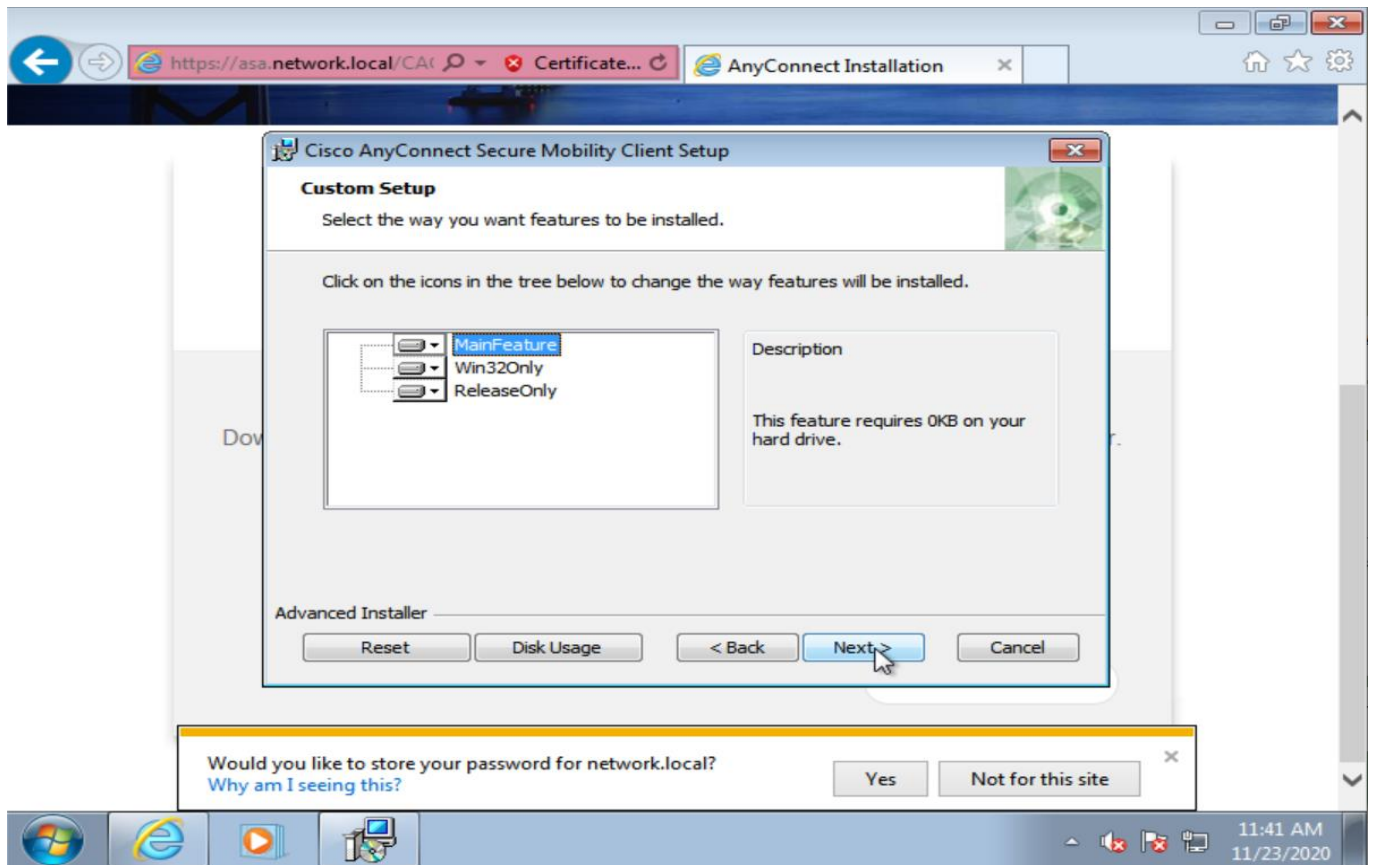 https://asa.network.local/CA
Certificate...
AnyConnect Installation
Cisco AnyConnect Secure Mobility Client Setup
Custom Setup
Select the way you want features to be installed.
Click on the icons in the tree below to change the way features will be installed.
MainFeature
Win32Only
ReleaseOnly
Description
This feature requires 0KB on your
hard drive.
Dow
r.
Advanced Installer
Reset
Disk Usage
< Back
Next >
Cancel
Would you like to store your password for network.local?
Why am I seeing this?
Yes
Not for this site
11:41 AM
11/23/2020